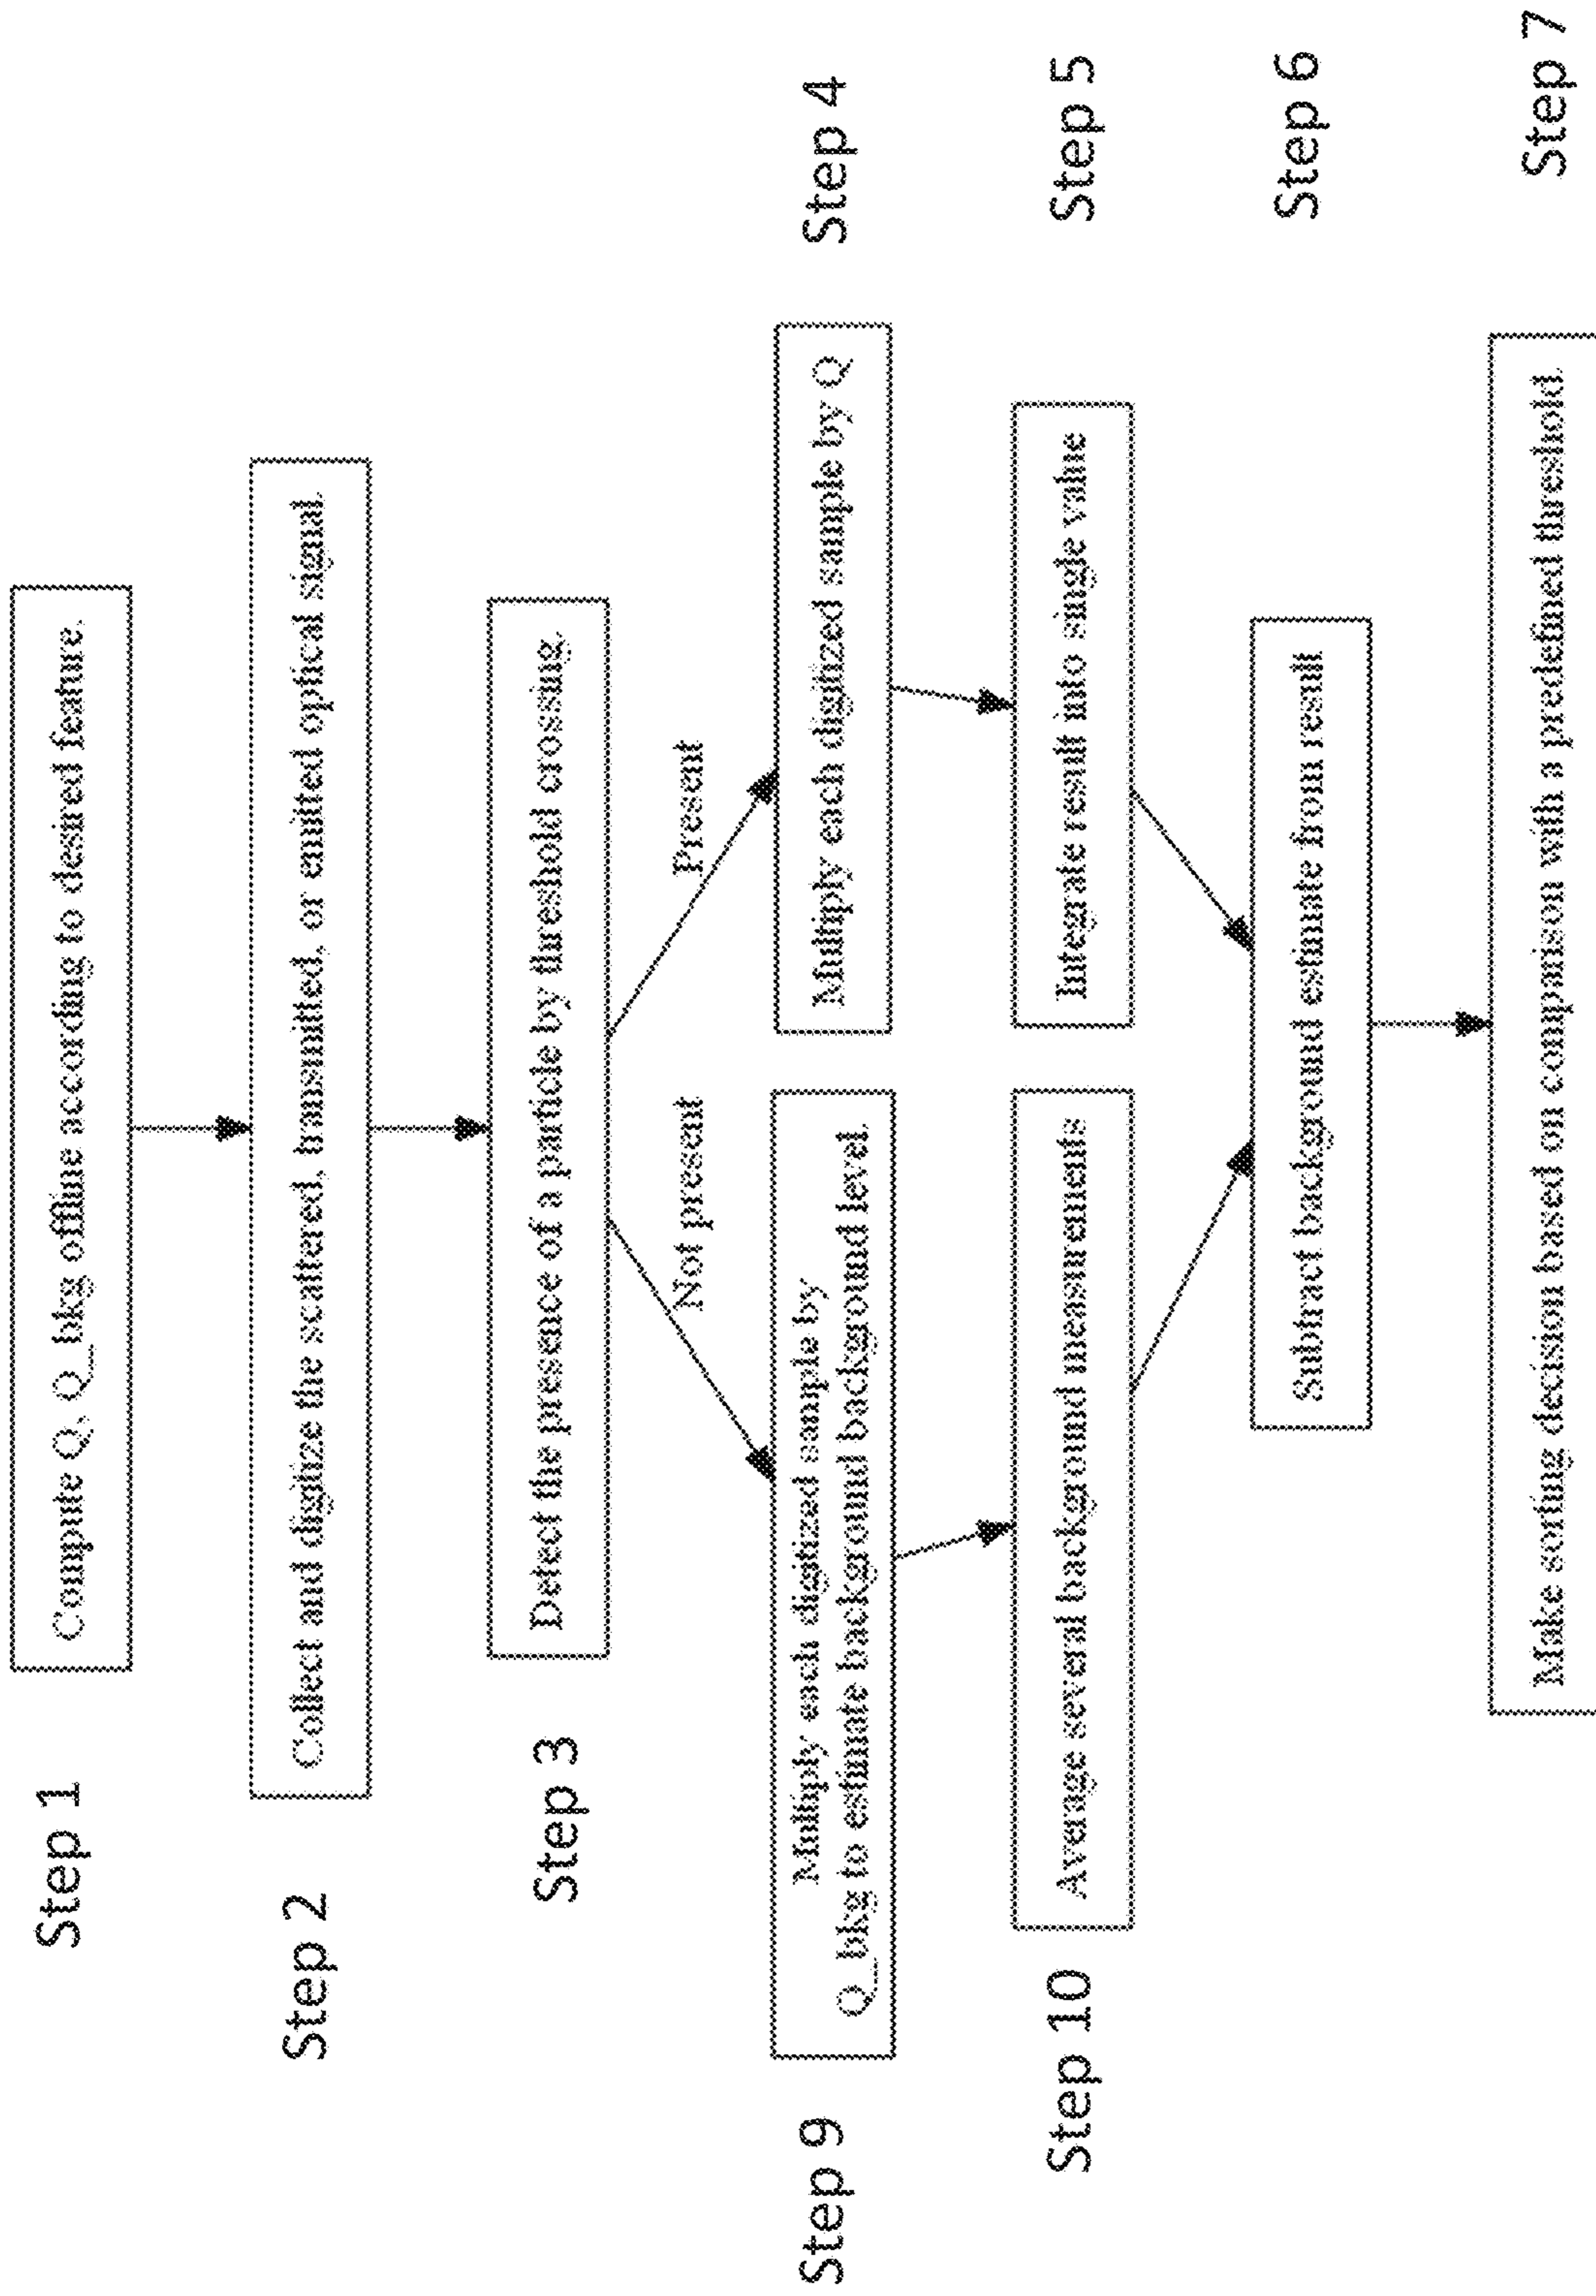 Step 1
Compute Q, Q_bkg offline according to desired feature.
Step 2
Collect and digitize the scattered, transmitted, or emitted optical signal.
Step 3
Detect the presence of a particle by threshold crossing.
Not present
Present
Step 9
Multiply each digitized sample by
Q_bkg to estimate background background level.
Multiply each digitized sample by Q
Step 4
Step 10
Average several background measurements
Integrate result into single value
Step 5
Subtract background estimate from result
Step 6
Make sorting decision based on comparison with a predefined threshold.
Step 7